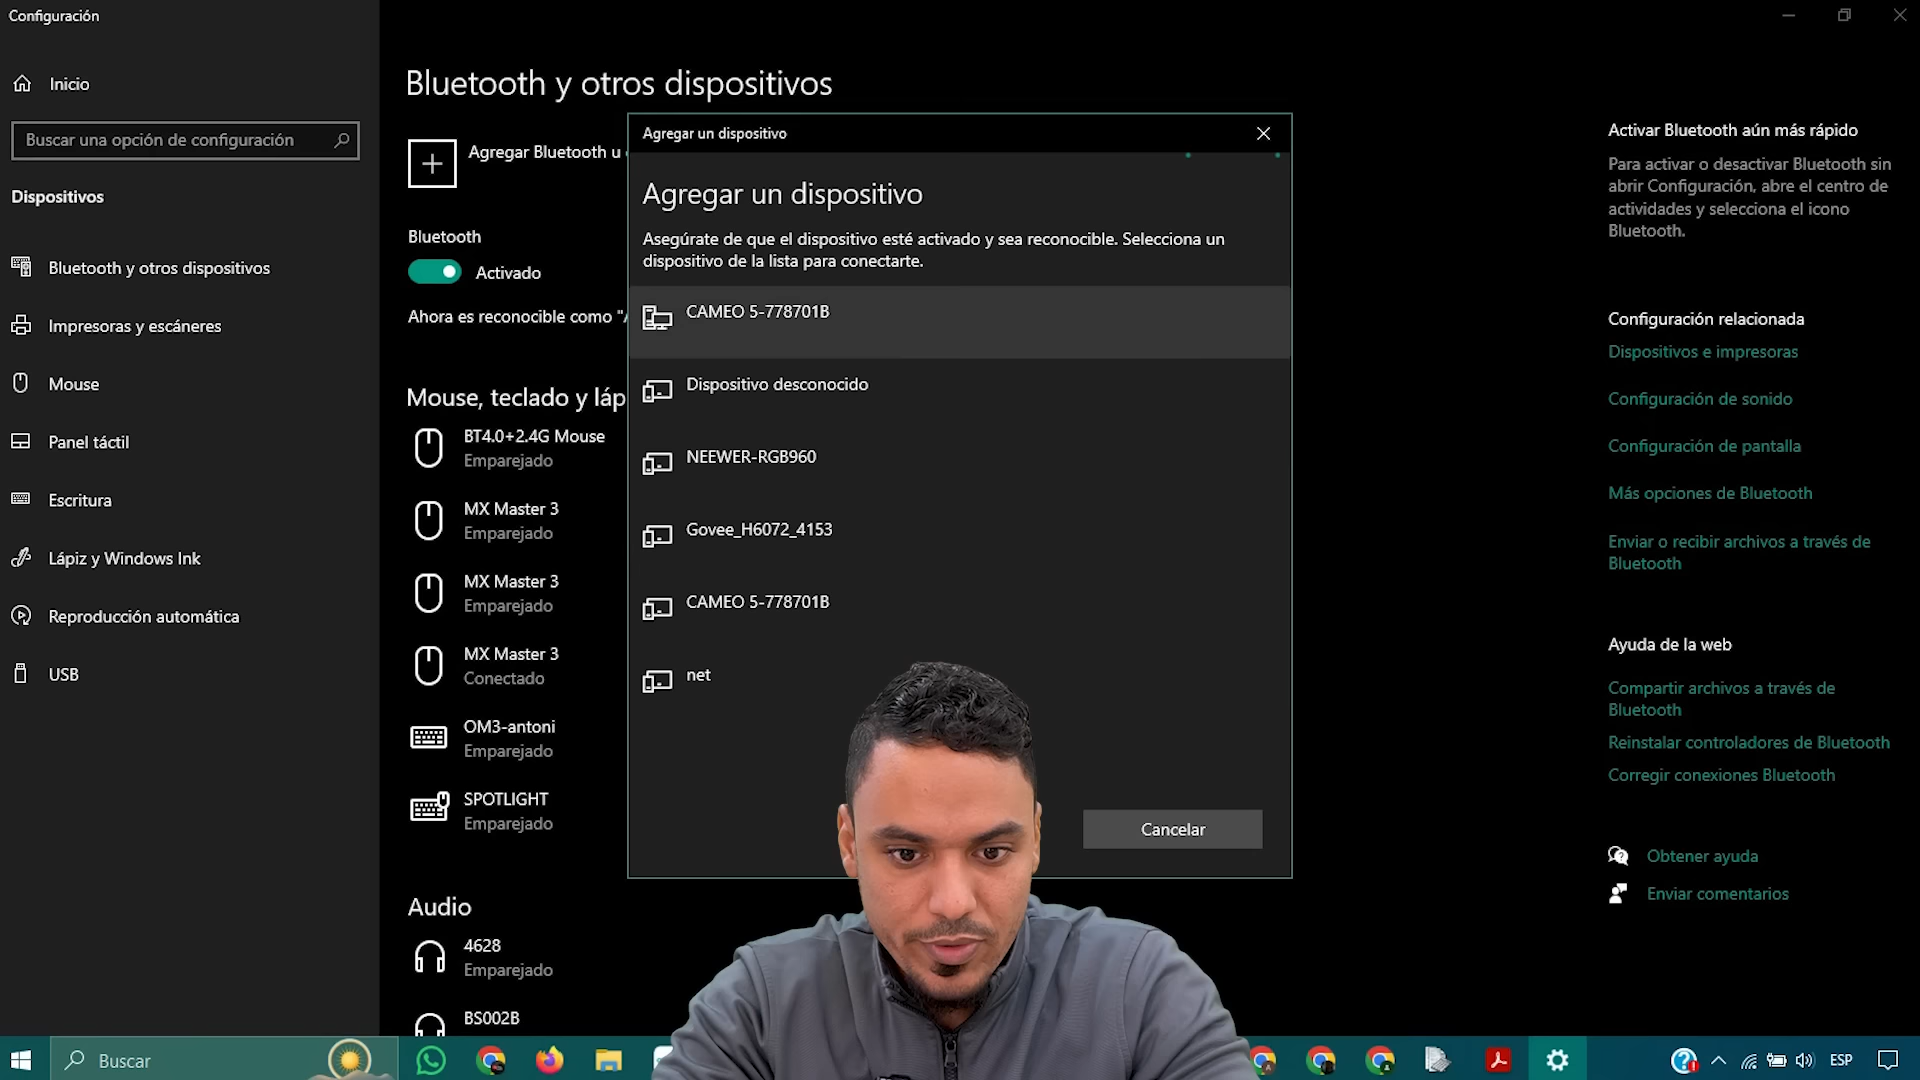 Configuración
Inicio
Buscar una opción de configuración
Dispositivos
Bluetooth y otros dispositivos
Impresoras y escáneres
Mouse
Panel táctil
Escritura
Lápiz y Windows Ink
Reproducción automática
USB
Bluetooth y otros dispositivos
Agregar Bluetooth u
Bluetooth
Activado
Ahora es reconocible como "
Mouse, teclado y láp
BT4.0+2.4G Mouse
Emparejado
MX Master 3
Emparejado
MX Master 3
Emparejado
MX Master 3
Conectado
OM3-antoni
Emparejado
SPOTLIGHT
Emparejado
Audio
4628
Emparejado
BS002B
Agregar un dispositivo
Agregar un dispositivo
Asegúrate de que el dispositivo esté activado y sea reconocible. Selecciona un
dispositivo de la lista para conectarte.
CAMEO 5-778701B
Dispositivo desconocido
NEEWER-RGB960
Govee_H6072_4153
CAMEO 5-778701B
net
Cancelar
Activar Bluetooth aún más rápido
Para activar o desactivar Bluetooth sin
abrir Configuración, abre el centro de
actividades y selecciona el icono
Bluetooth.
Configuración relacionada
Dispositivos e impresoras
Configuración de sonido
Configuración de pantalla
Más opciones de Bluetooth
Enviar o recibir archivos a través de
Bluetooth
Ayuda de la web
Compartir archivos a través de
Bluetooth
Reinstalar controladores de Bluetooth
Corregir conexiones Bluetooth
Obtener ayuda
Enviar comentarios
Buscar
ESP